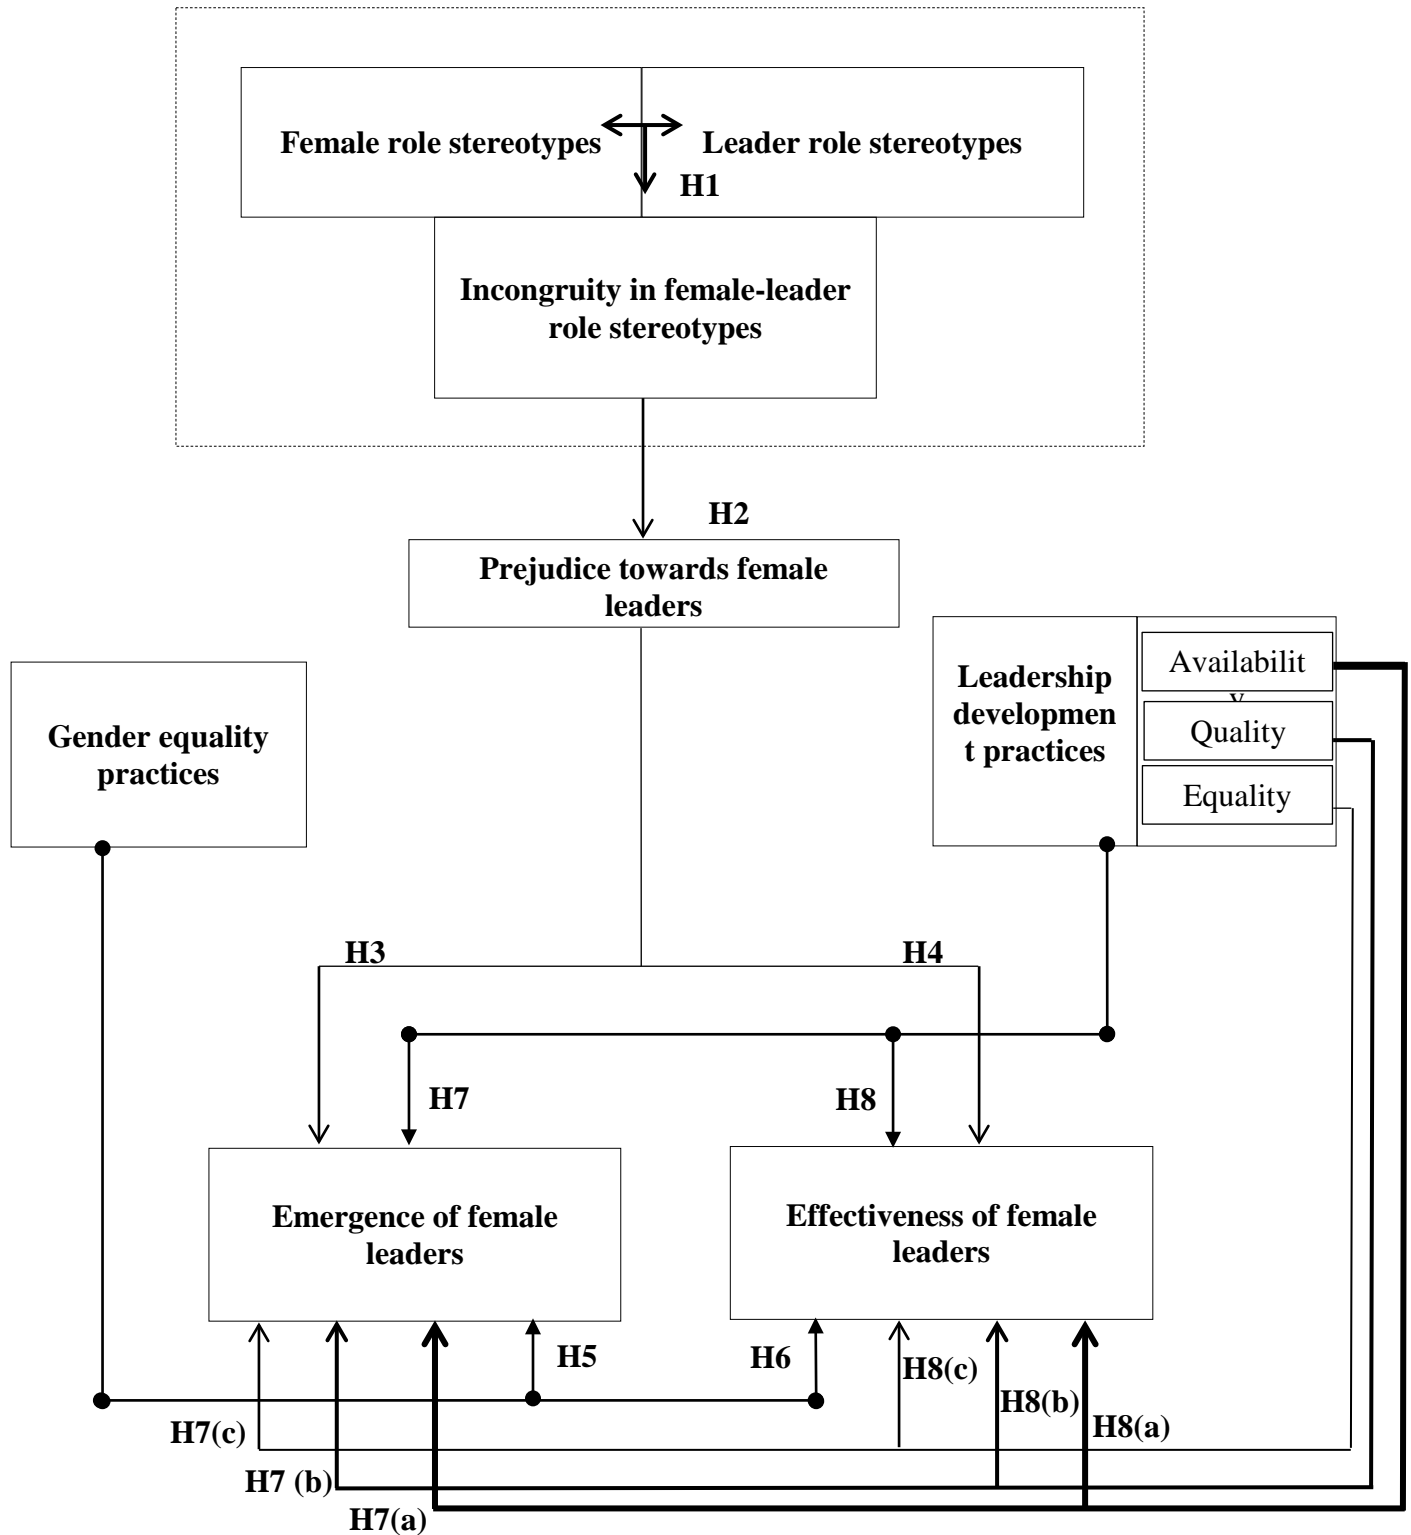 Female role stereotypes
Leader role stereotypes
H1
Incongruity in female-leader
role stereotypes
H2
Prejudice towards female
leaders
Gender equality
practices
Leadership
developmen
t practices
Availabilit
y
Quality
Equality
H3
H4
H7
H8
Emergence of female
leaders
Effectiveness of female
leaders
H5
H6
H8(c)
H8(b)
H8(a)
H7(c)
H7 (b)
H7(a)